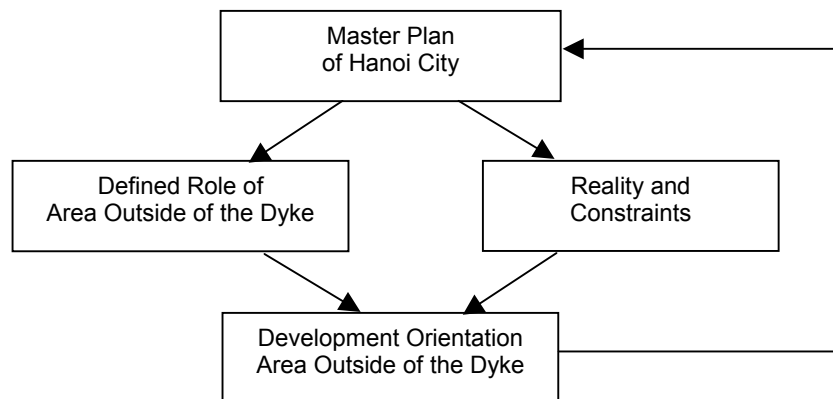 Master Plan
of Hanoi City
Defined Role of
Area Outside of the Dyke
Reality and
Constraints
Development Orientation
Area Outside of the Dyke